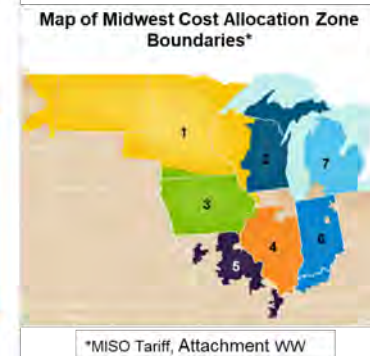 Map of Midwest Cost Allocation Zone
Boundaries*
1
2
7
3
4
6
5
*MISO Tariff, Attachment WW